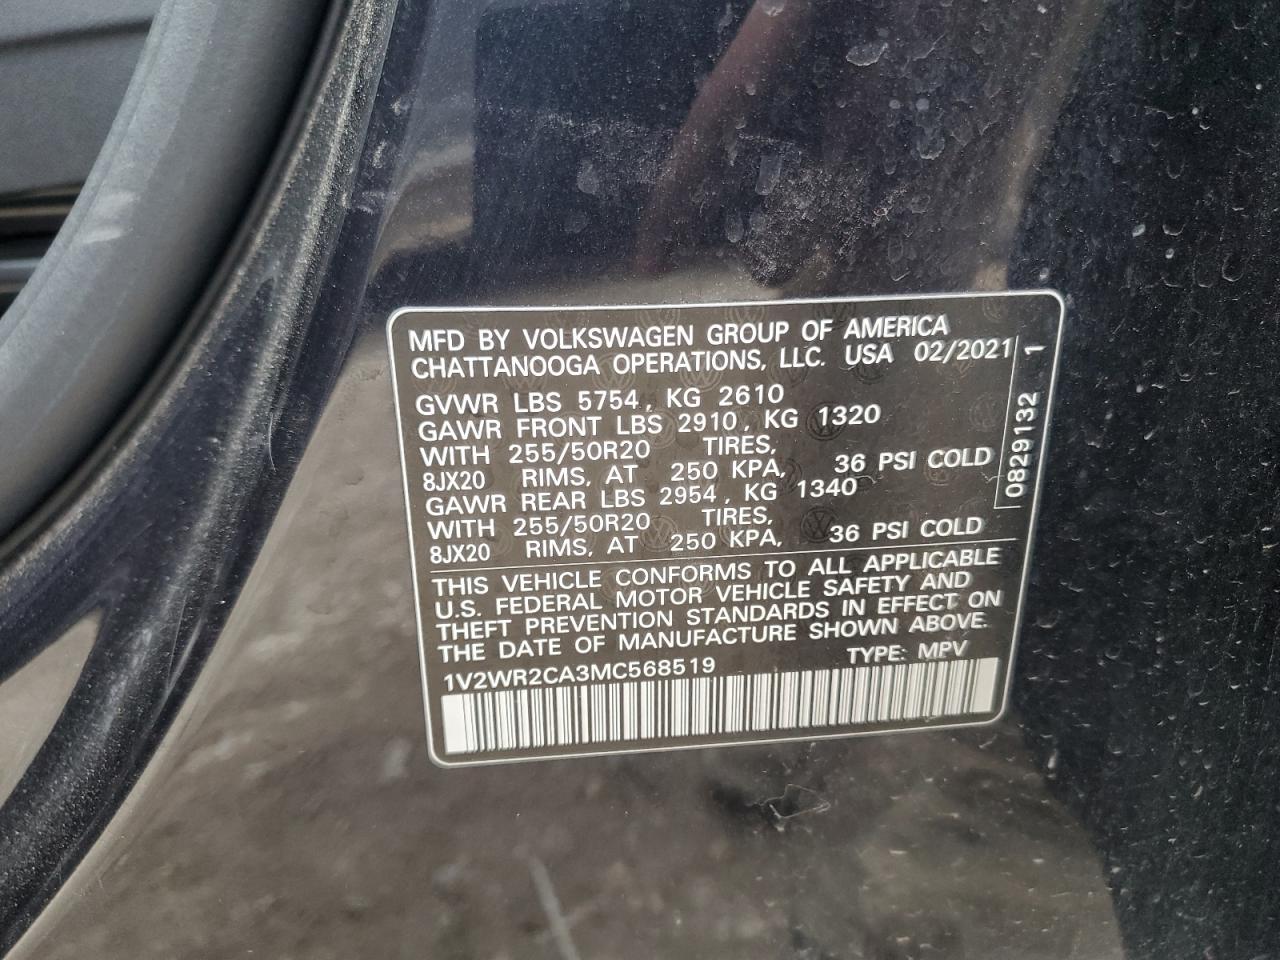 MFD BY VOLKSWAGEN GROUP OF AMERICA
CHATTANOOGA OPERATIONS, LLC. USA 02/2021
GVWR LBS 5754, KG 2610
GAWR FRONT LBS 2910, KG 1320
WITH 255/50R20 TIRES,
8JX20 RIMS, AT 250 KPA, 36 PSI COLD
GAWR REAR LBS 2954, KG 1340
WITH 255/50R20 TIRES,
8JX20 RIMS, AT 250 KPA, 36 PSI COLD
0829132 1
THIS VEHICLE CONFORMS TO ALL APPLICABLE
U.S. FEDERAL MOTOR VEHICLE SAFETY AND
THEFT PREVENTION STANDARDS IN EFFECT ON
THE DATE OF MANUFACTURE SHOWN ABOVE.
1V2WR2CA3MC568519 TYPE: MPV